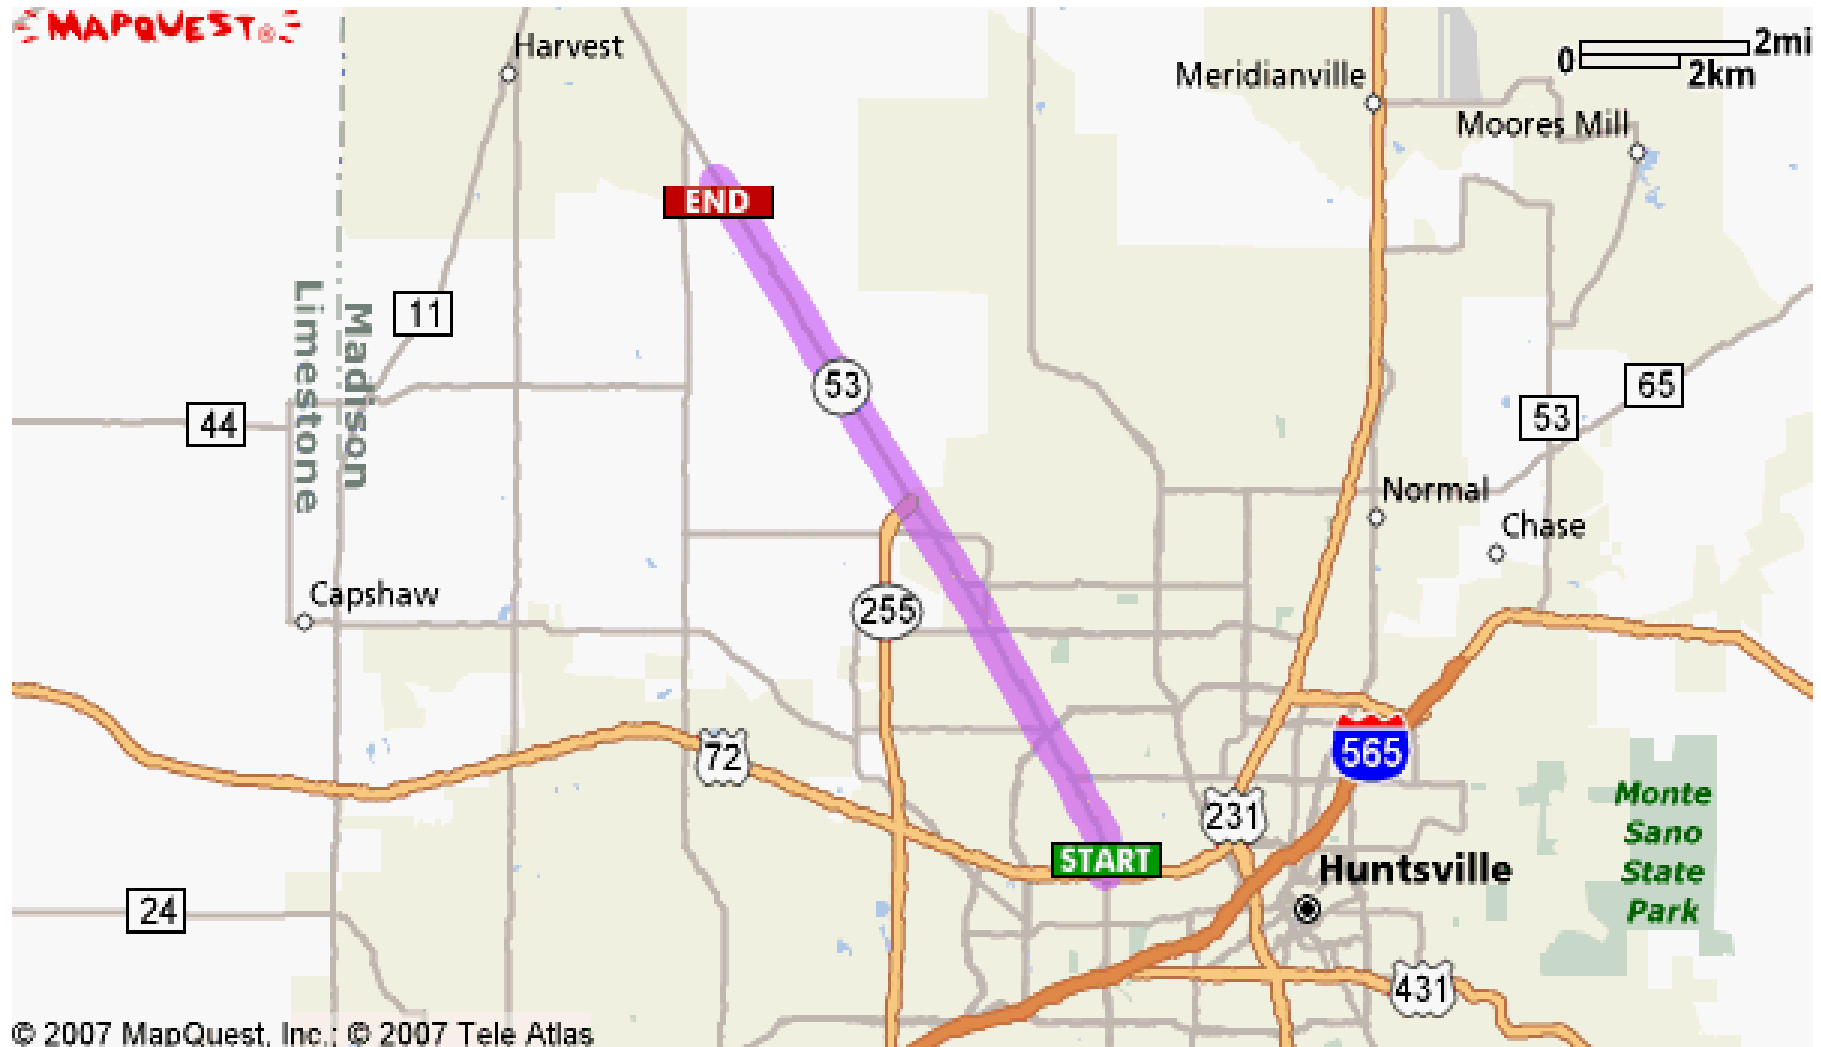 MAPQUEST®
Harvest
Meridianville
0
2mi
2km
Moores Mill
END
11
Limestone
Madison
53
44
65
53
Normal
Chase
Capshaw
255
72
565
231
START
Huntsville
Monte
Sano
State
Park
24
431
© 2007 MapQuest, Inc.; © 2007 Tele Atlas